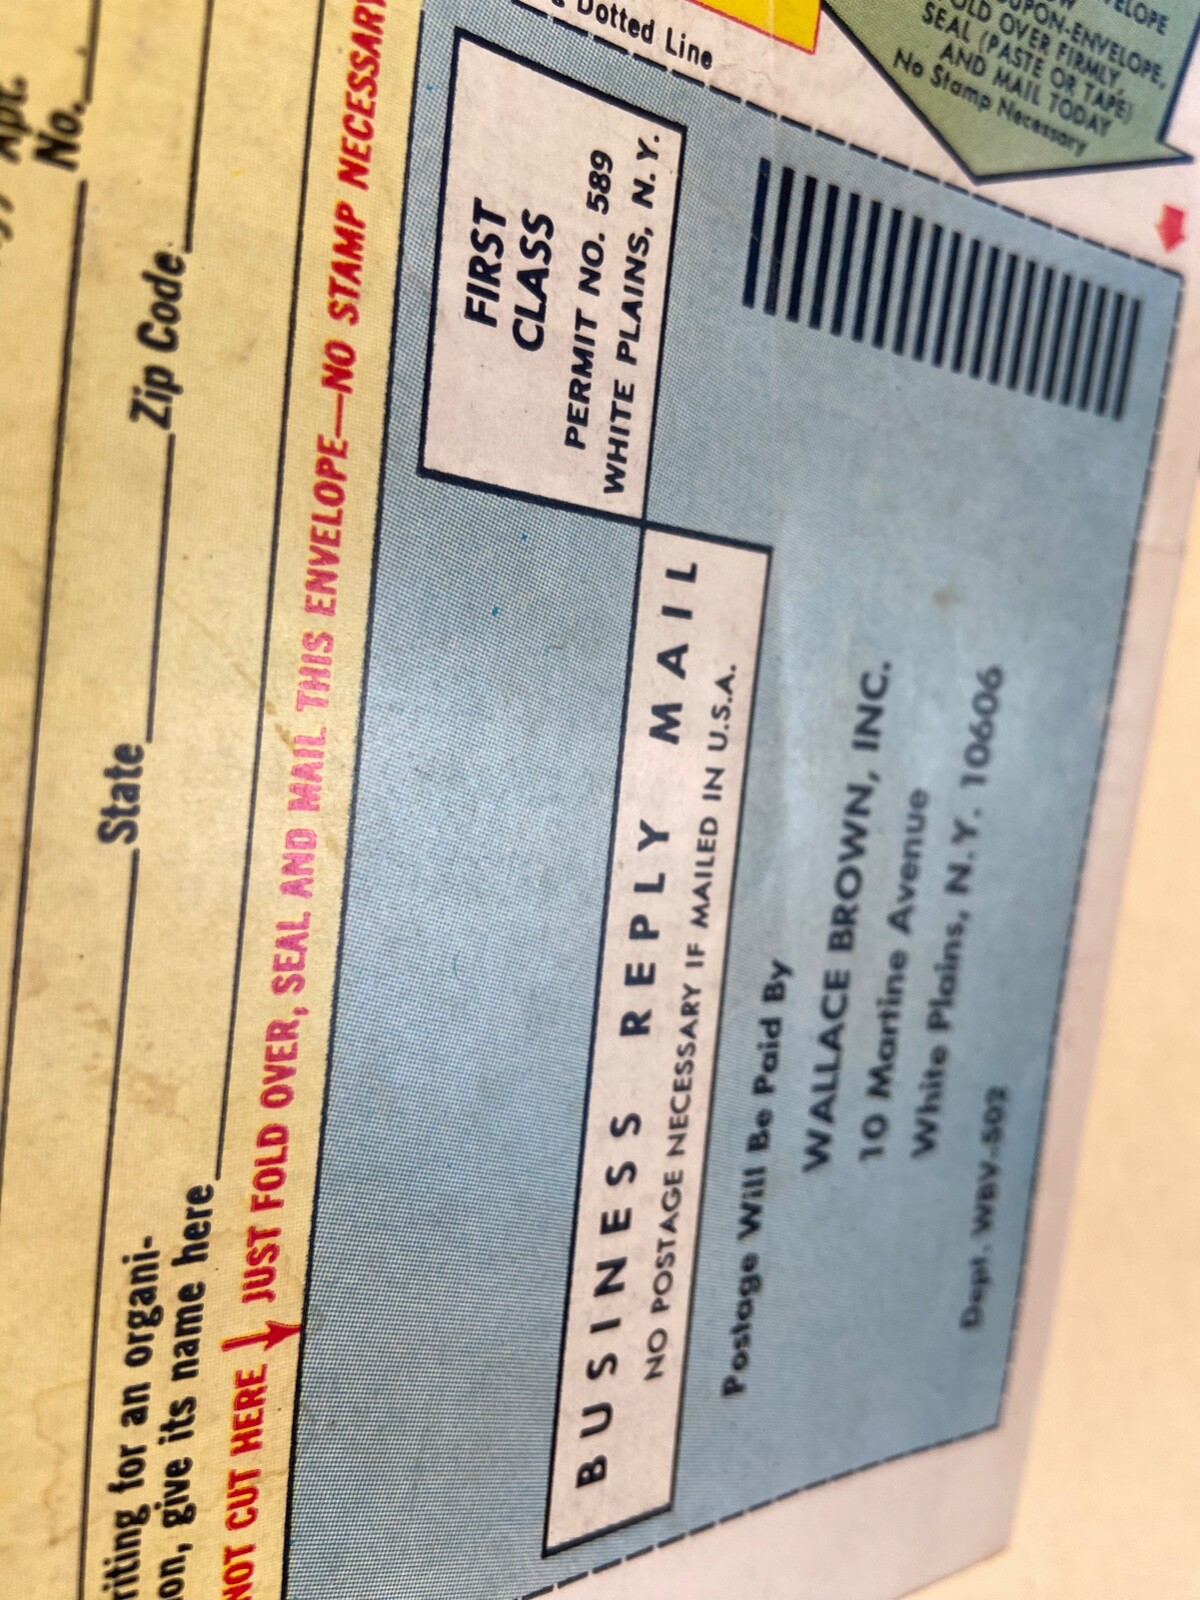 Apt.
No.
State Zip Code
riting for an organi-
on, give its name here
NOT CUT HERE JUST FOLD OVER, SEAL AND MAIL THIS ENVELOPE—NO STAMP NECESSARY
Dotted Line
ENVELOPE
UPON-ENVELOPE,
OLD OVER FIRMLY,
SEAL (PASTE OR TAPE)
AND MAIL TODAY
No Stamp Necessary
FIRST
CLASS
PERMIT NO. 589
WHITE PLAINS, N. Y.
BUSINESS REPLY MAIL
NO POSTAGE NECESSARY IF MAILED IN U.S.A.
Postage Will Be Paid By
WALLACE BROWN, INC.
10 Martine Avenue
White Plains, N. Y. 10606
Dept. WBV-502